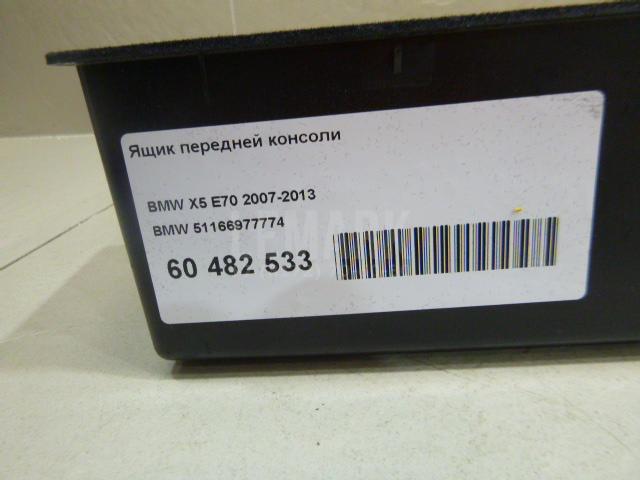 Ящик передней консоли
BMW X5 E70 2007-2013
BMW 51166977774
60 482 533